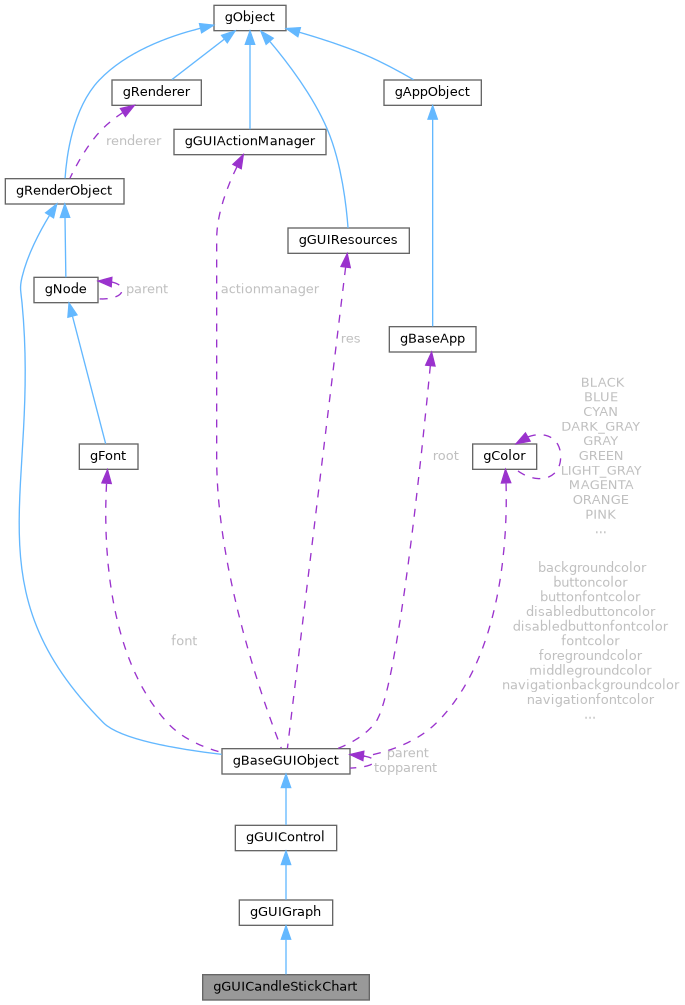 gObject
gRenderer
gAppObject
renderer
gGUIActionManager
gRenderObject
gGUIResources
gNode
parent
actionmanager
res
gBaseApp
BLACK
BLUE
CYAN
DARK_GRAY
GRAY
GREEN
LIGHT_GRAY
MAGENTA
ORANGE
PINK
...
gFont
root
gColor
backgroundcolor
buttoncolor
buttonfontcolor
disabledbuttoncolor
disabledbuttonfontcolor
fontcolor
foregroundcolor
middlegroundcolor
navigationbackgroundcolor
navigationfontcolor
...
font
gBaseGUIObject
parent
topparent
gGUIControl
gGUIGraph
gGUICandleStickChart